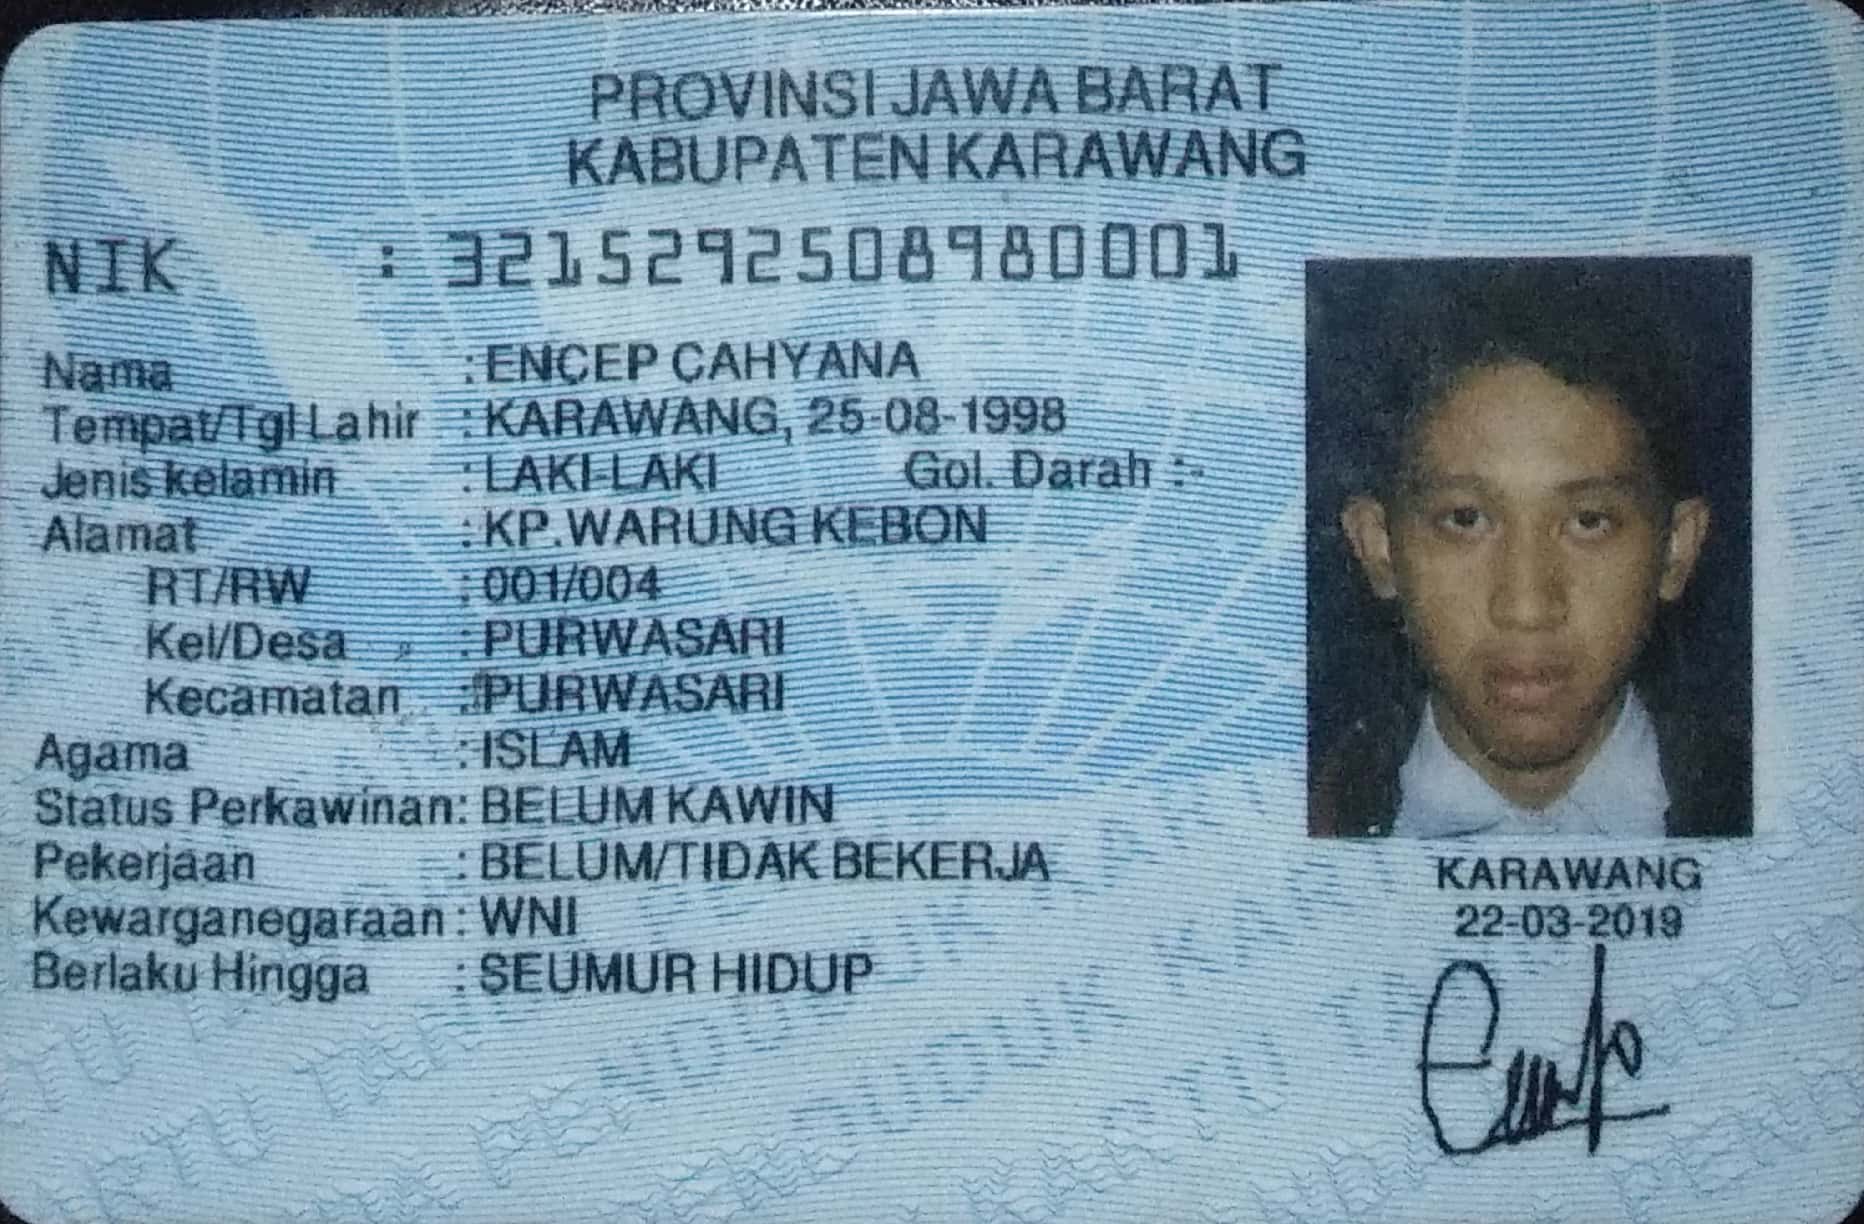 PROVINSI JAWA BARAT
KABUPATEN KARAWANG
NIK : 3215292508980001
Nama : ENCEP CAHYANA
Tempat/Tgl Lahir : KARAWANG, 25-08-1998
Jenis kelamin : LAKI-LAKI Gol. Darah :-
Alamat : KP.WARUNG KEBON
RT/RW : 001/004
Kel/Desa : PURWASARI
Kecamatan : PURWASARI
Agama : ISLAM
Status Perkawinan: BELUM KAWIN
Pekerjaan : BELUM/TIDAK BEKERJA
Kewarganegaraan : WNI
Berlaku Hingga : SEUMUR HIDUP
KARAWANG
22-03-2019